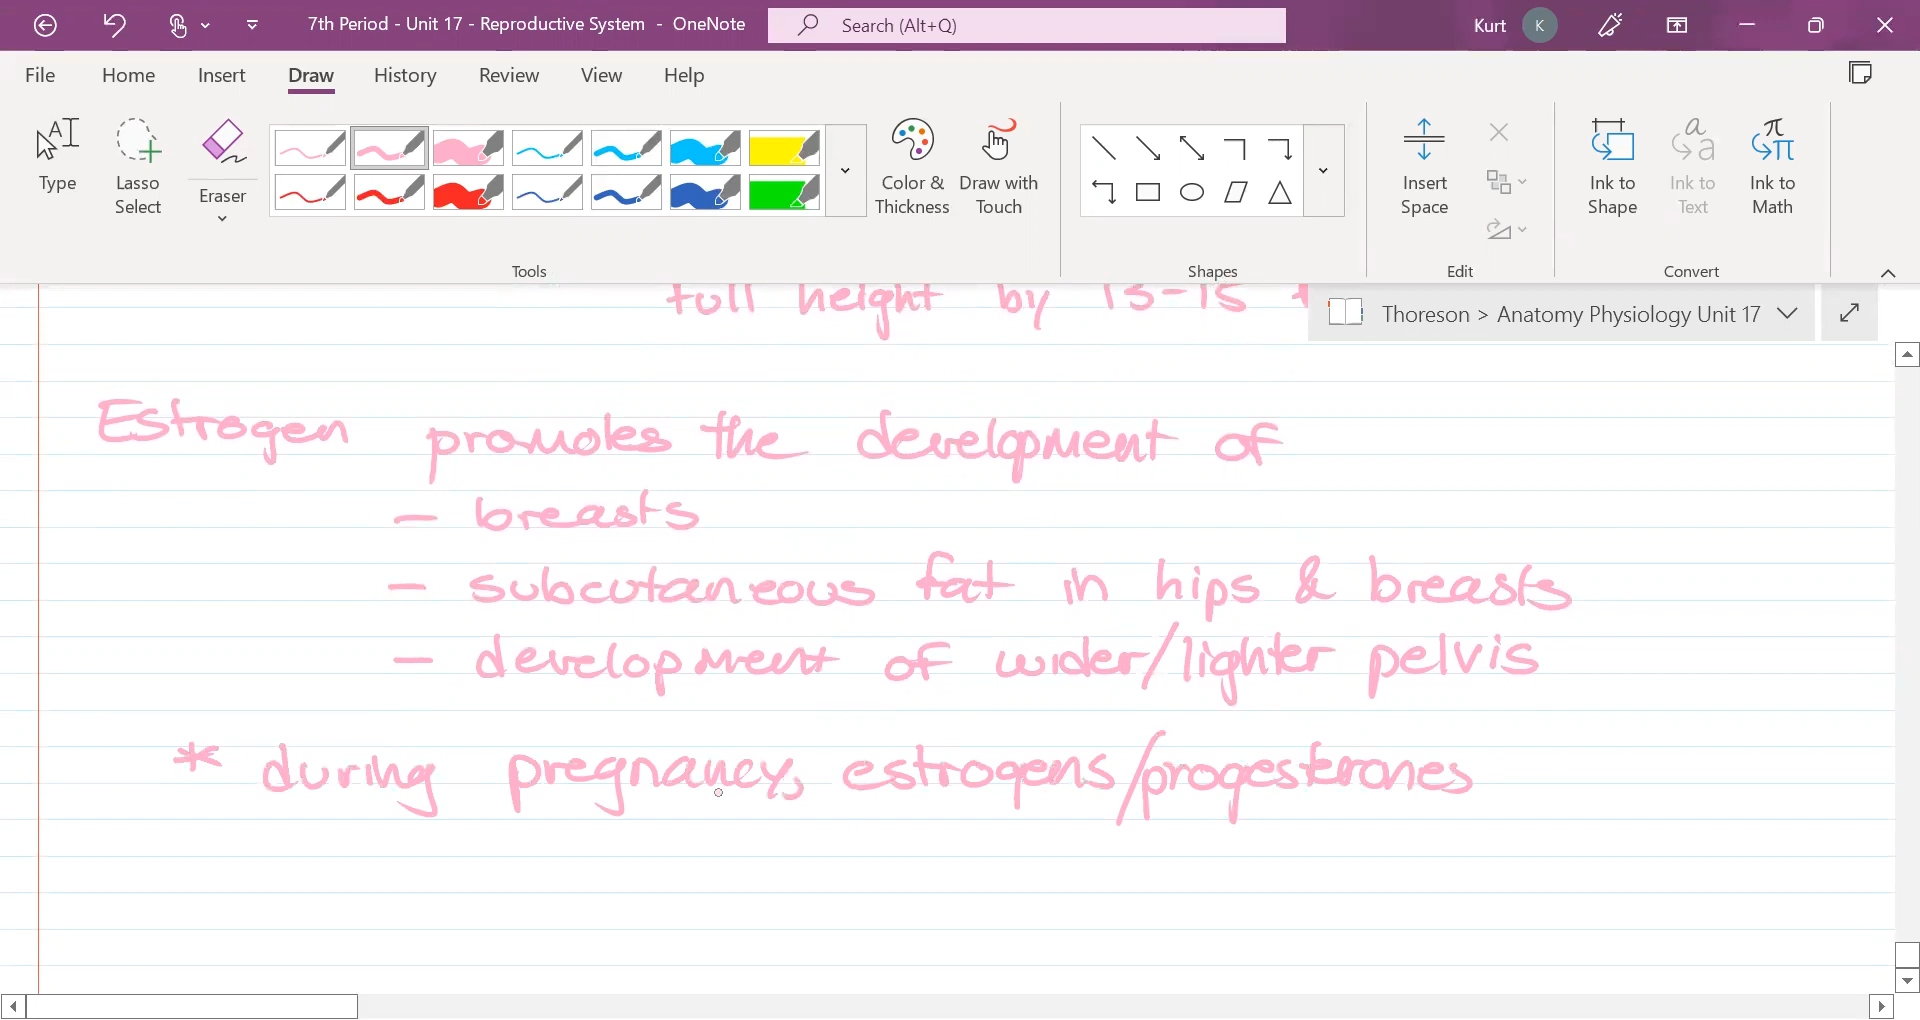 7th Period - Unit 17 - Reproductive System - OneNote
Search (Alt+Q)
Kurt K
File Home Insert Draw History Review View Help
Type
Lasso Select
Eraser
Color & Thickness
Draw with Touch
Insert Space
Ink to Shape
Ink to Text
Ink to Math
Tools Shapes Edit Convert
full height by 13-15
Thoreson > Anatomy Physiology Unit 17
Estrogen promotes the development of
– breasts
– subcutaneous fat in hips & breasts
– development of wider/lighter pelvis
* during pregnancy, estrogens/progesterones